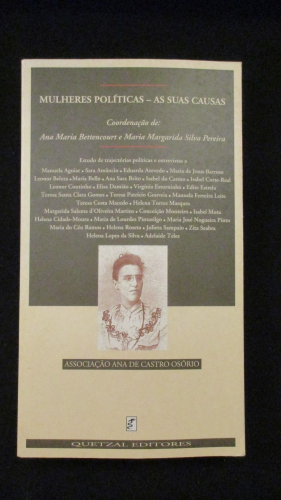 MULHERES POLÍTICAS – AS SUAS CAUSAS
Coordenação de:
Ana Maria Bettencourt e Maria Margarida Silva Pereira
Estudo de trajectórias políticas e entrevistas a
Manuela Aguiar • Sara Amâncio • Eduarda Azevedo • Maria de Jesus Barroso
Leonor Beleza • Maria Belo • Ana Sara Brito • Isabel do Carmo • Isabel Corte-Real
Leonor Coutinho • Elisa Damião • Virgínia Estorninho • Edite Estrela
Teresa Santa Clara Gomes • Teresa Patrício Gouveia • Manuela Ferreira Leite
Teresa Costa Macedo • Helena Torres Marques
Margarida Salema d'Oliveira Martins • Conceição Monteiro • Isabel Mota
Helena Cidade Moura • Maria de Lourdes Pintasilgo • Maria José Nogueira Pinto
Maria do Céu Ramos • Helena Roseta • Julieta Sampaio • Zita Seabra
Helena Lopes da Silva • Adelaide Teles
ASSOCIAÇÃO ANA DE CASTRO OSÓRIO
QUETZAL EDITORES